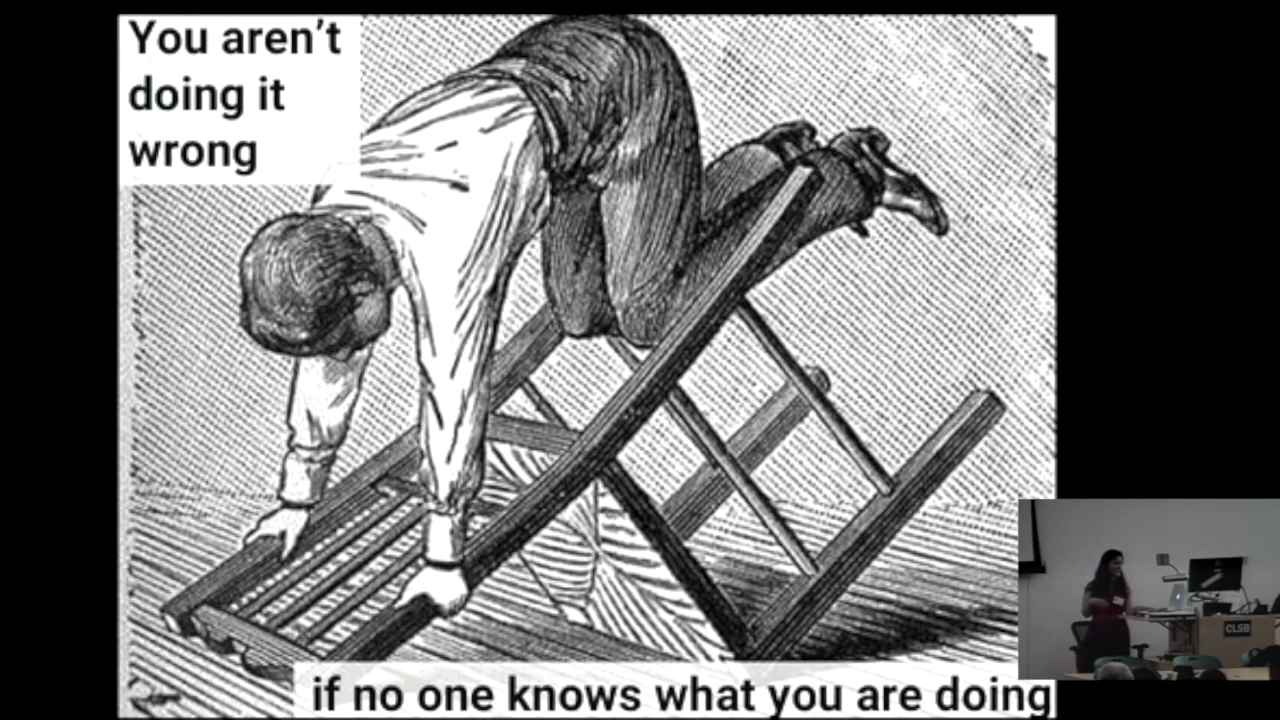 You aren't
doing it
wrong
if no one knows what you are doing
CLSB